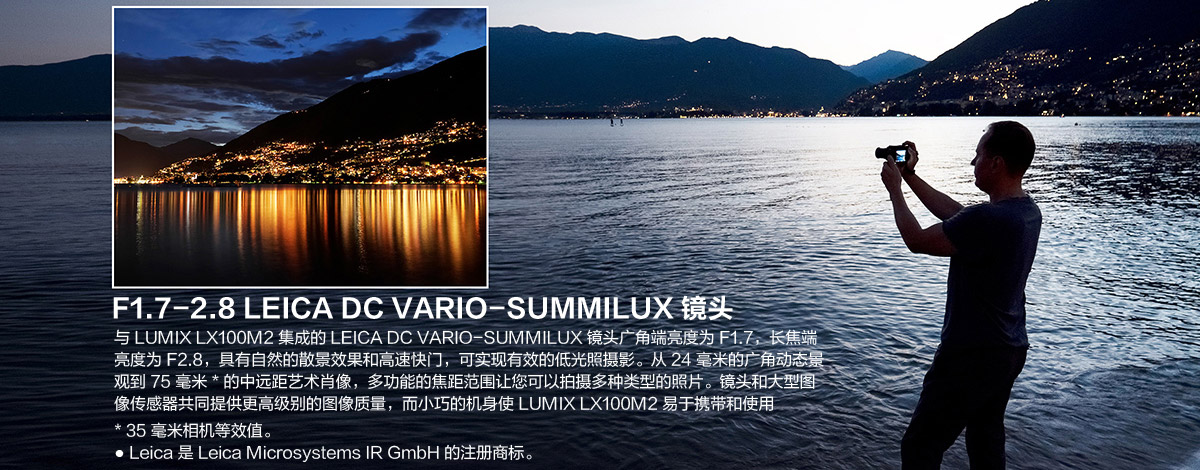 F1.7-2.8 LEICA DC VARIO-SUMMILUX 镜头
与 LUMIX LX100M2 集成的 LEICA DC VARIO-SUMMILUX 镜头广角端亮度为 F1.7，长焦端
亮度为 F2.8，具有自然的散景效果和高速快门，可实现有效的低光照摄影。从 24 毫米的广角动态景
观到 75 毫米 * 的中远距艺术肖像，多功能的焦距范围让您可以拍摄多种类型的照片。镜头和大型图
像传感器共同提供更高级别的图像质量，而小巧的机身使 LUMIX LX100M2 易于携带和使用
* 35 毫米相机等效值。
● Leica 是 Leica Microsystems IR GmbH 的注册商标。